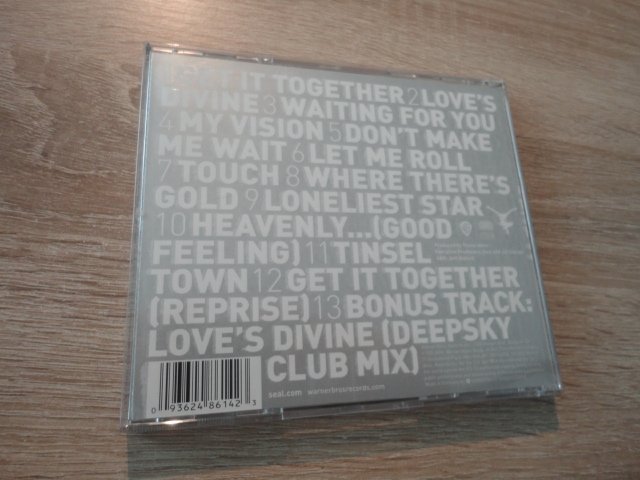 1 GET IT TOGETHER 2 LOVE'S
DIVINE 3 WAITING FOR YOU
4 MY VISION 5 DON'T MAKE
ME WAIT 6 LET ME ROLL
7 TOUCH 8 WHERE THERE'S
GOLD 9 LONELIEST STAR
10 HEAVENLY...(GOOD
FEELING) 11 TINSEL
TOWN 12 GET IT TOGETHER
(REPRISE) 13 BONUS TRACK:
LOVE'S DIVINE (DEEPSKY
CLUB MIX)
seal.com warnerbrosrecords.com
0 93624 86142 3